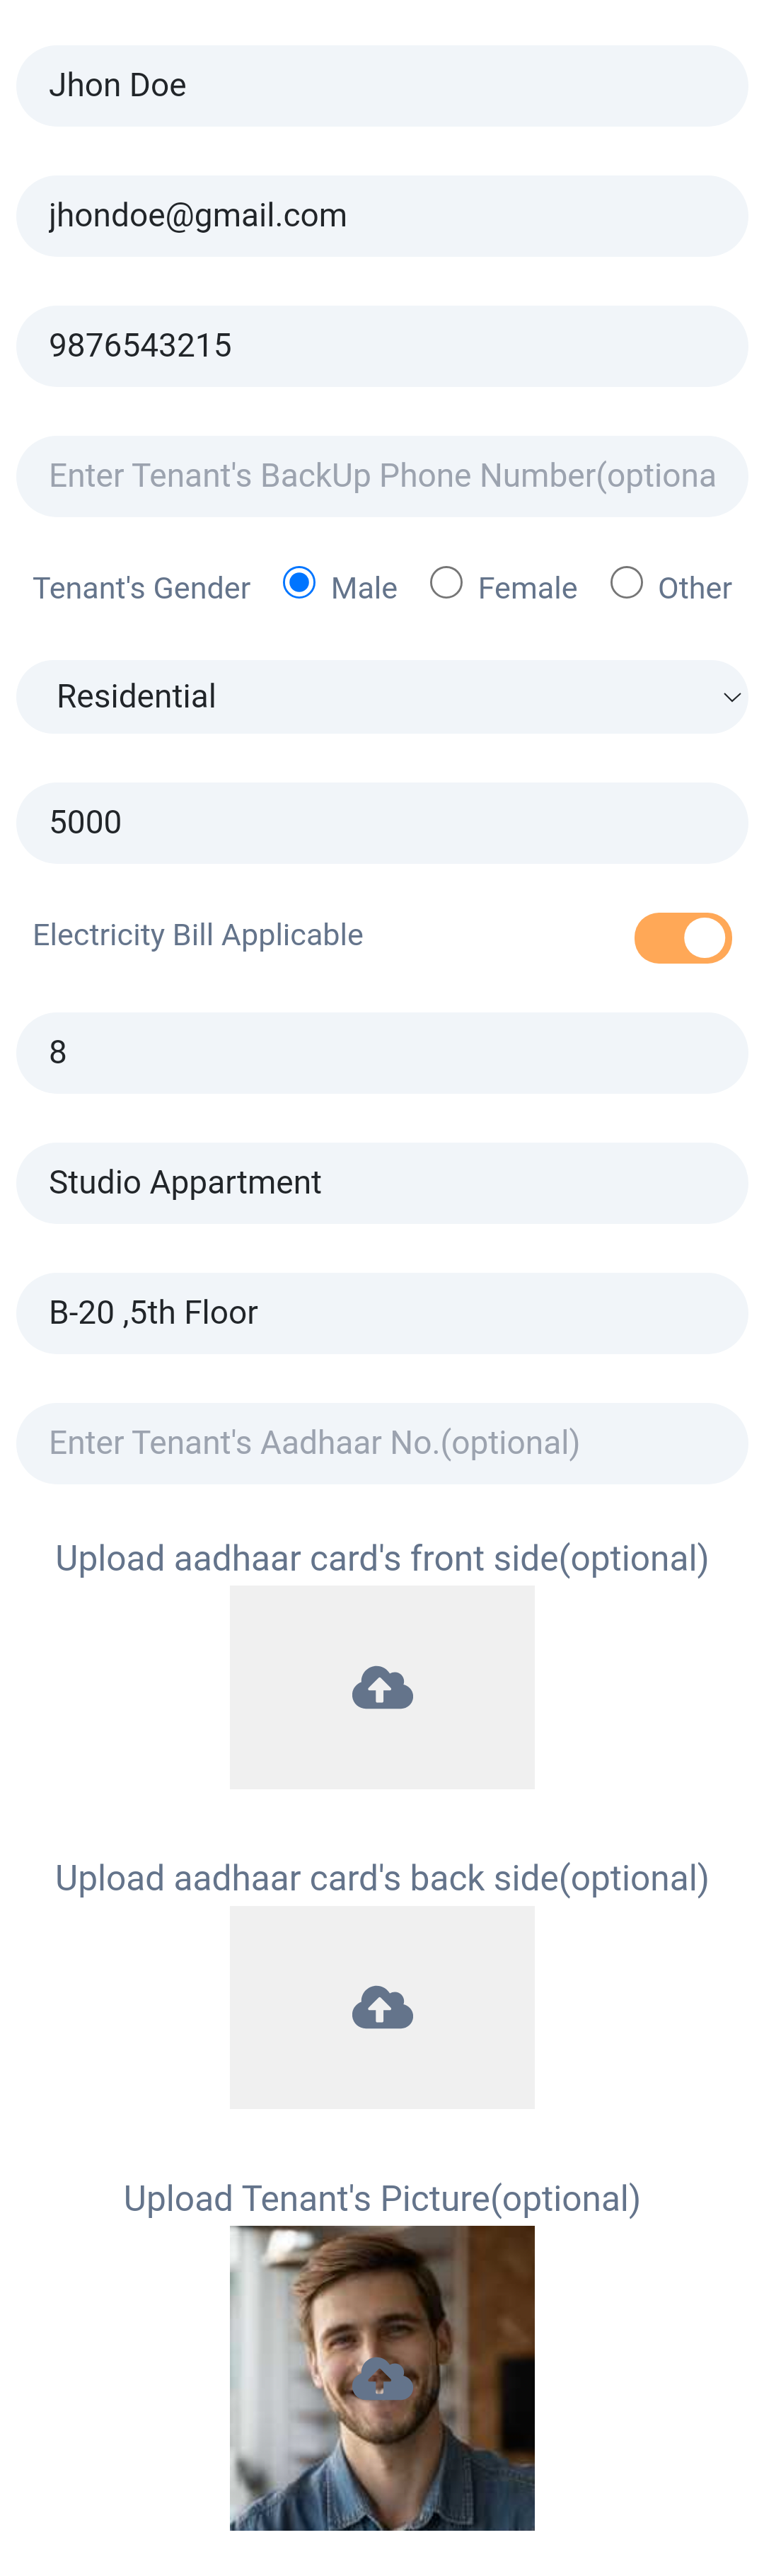 Jhon Doe
jhondoe@gmail.com
9876543215
Enter Tenant's BackUp Phone Number(optiona
Tenant's Gender Male Female Other
Residential
5000
Electricity Bill Applicable
8
Studio Appartment
B-20 ,5th Floor
Enter Tenant's Aadhaar No.(optional)
Upload aadhaar card's front side(optional)
Upload aadhaar card's back side(optional)
Upload Tenant's Picture(optional)